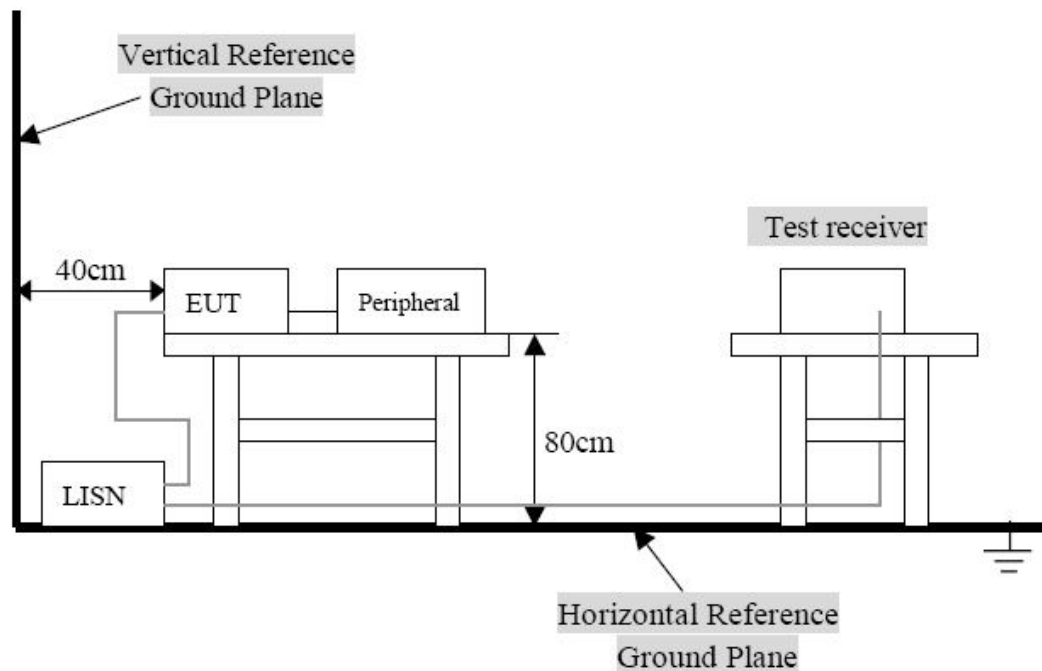 Vertical Reference
Ground Plane
Test receiver
40cm
EUT
Peripheral
80cm
LISN
Horizontal Reference
Ground Plane